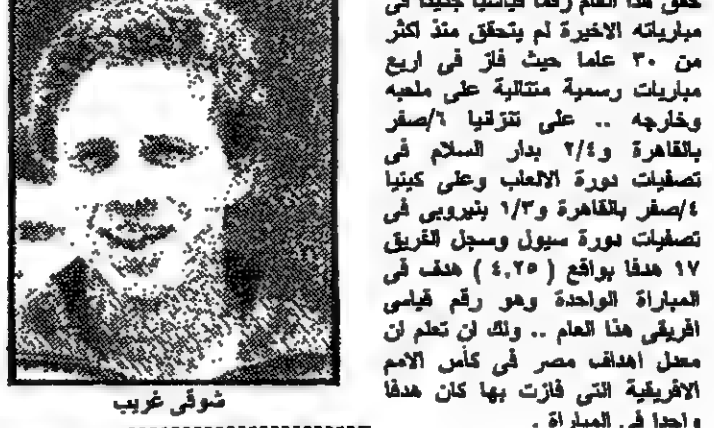 حقق هذا العام رقما قياسيا جديدا في
مبارياته الاخيرة لم يتحقق منذ اكثر
من ٣٠ عاما حيث فاز في اربع
مباريات رسمية متتالية على ملعبه
وخارجه .. على تنزانيا ٦/صفر
بالقاهرة و٢/٤ بدار السلام في
تصفيات دورة الالعاب وعلى كينيا
٤/صفر بالقاهرة و١/٣ بنيروبى فى
تصفيات دورة سيول وسجل الفريق
١٧ هدفا بواقع ( ٤,٢٥ ) هدف فى
المباراة الواحدة وهو رقم قياسى
افريقى هذا العام .. ولك ان تعلم ان
معدل اهداف مصر فى كأس الامم
الافريقية التى فازت بها كان هدفا
واحدا فى المباراة .
شوقى غريب